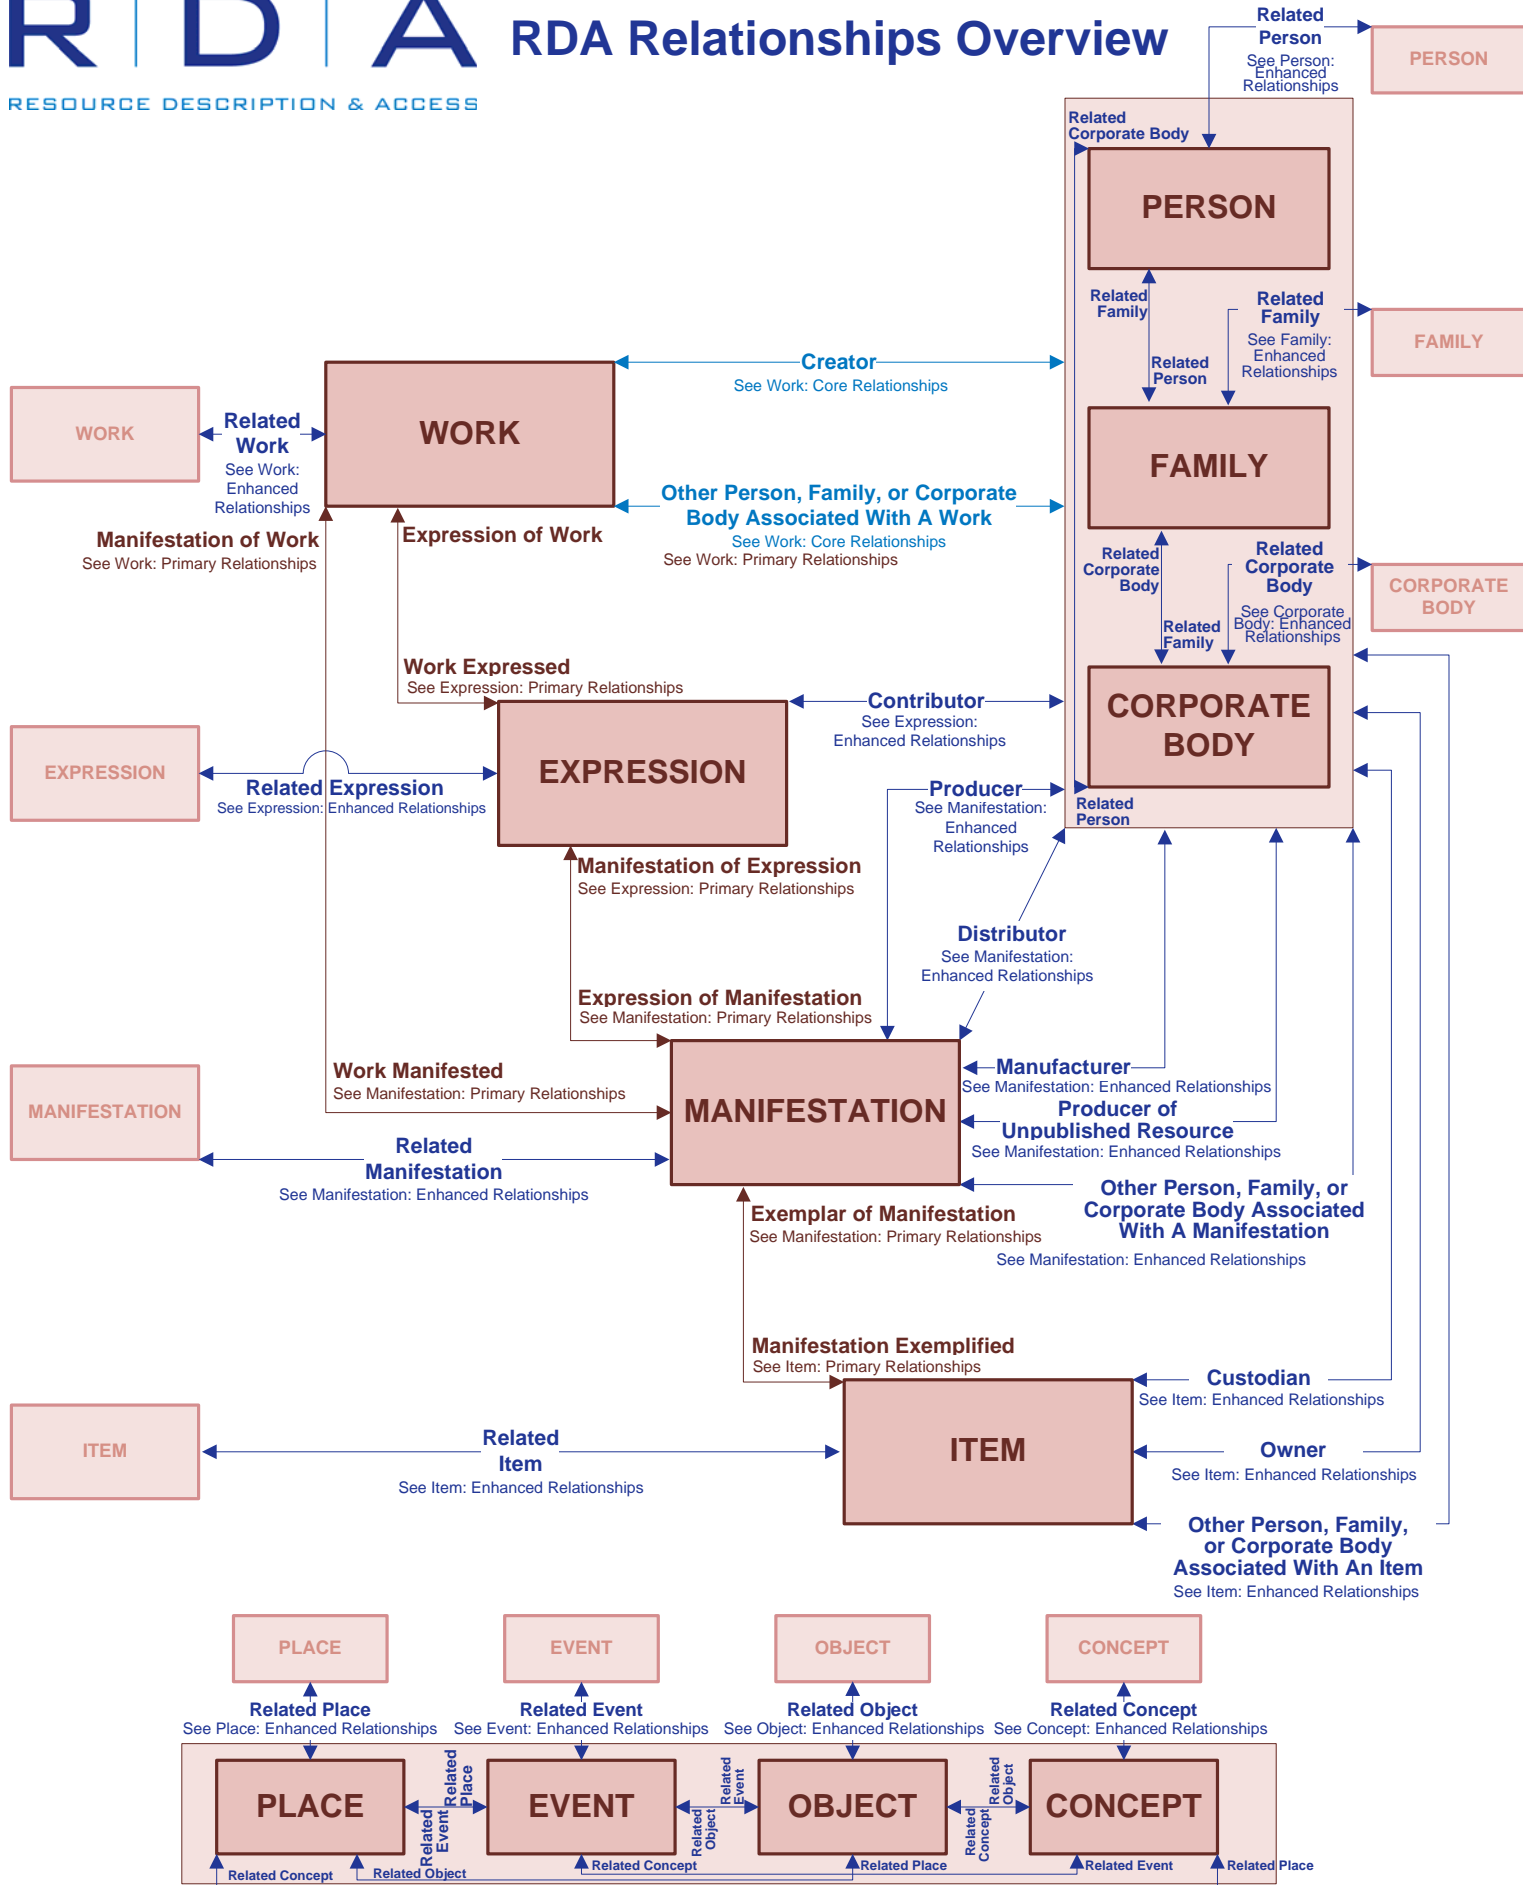 R D A
RESOURCE DESCRIPTION & ACCESS
RDA Relationships Overview
Related
Person
See Person:
Enhanced
Relationships
PERSON
Related
Corporate Body
PERSON
Related
Family
Related
Person
Related
Family
See Family:
Enhanced
Relationships
FAMILY
FAMILY
Related
Corporate
Body
Related
Family
Related
Corporate
Body
See Corporate
Body: Enhanced
Relationships
CORPORATE
BODY
CORPORATE
BODY
Related
Person
WORK
Related
Work
See Work:
Enhanced
Relationships
WORK
Creator
See Work: Core Relationships
Other Person, Family, or Corporate
Body Associated With A Work
See Work: Core Relationships
See Work: Primary Relationships
Manifestation of Work
See Work: Primary Relationships
Expression of Work
Work Expressed
See Expression: Primary Relationships
EXPRESSION
Related Expression
See Expression: Enhanced Relationships
EXPRESSION
Contributor
See Expression:
Enhanced Relationships
Producer
See Manifestation:
Enhanced
Relationships
Manifestation of Expression
See Expression: Primary Relationships
Distributor
See Manifestation:
Enhanced Relationships
Expression of Manifestation
See Manifestation: Primary Relationships
Work Manifested
See Manifestation: Primary Relationships
MANIFESTATION
Related
Manifestation
See Manifestation: Enhanced Relationships
MANIFESTATION
Manufacturer
See Manifestation: Enhanced Relationships
Producer of
Unpublished Resource
See Manifestation: Enhanced Relationships
Other Person, Family, or
Corporate Body Associated
With A Manifestation
See Manifestation: Enhanced Relationships
Exemplar of Manifestation
See Manifestation: Primary Relationships
Manifestation Exemplified
See Item: Primary Relationships
ITEM
Related
Item
See Item: Enhanced Relationships
ITEM
Custodian
See Item: Enhanced Relationships
Owner
See Item: Enhanced Relationships
Other Person, Family,
or Corporate Body
Associated With An Item
See Item: Enhanced Relationships
PLACE
EVENT
OBJECT
CONCEPT
Related Place
See Place: Enhanced Relationships
Related Event
See Event: Enhanced Relationships
Related Object
See Object: Enhanced Relationships
Related Concept
See Concept: Enhanced Relationships
PLACE
Related
Place
Related
Event
EVENT
Related
Event
Related
Object
OBJECT
Related
Object
Related
Concept
CONCEPT
Related Concept
Related Object
Related Concept
Related Place
Related Event
Related Place